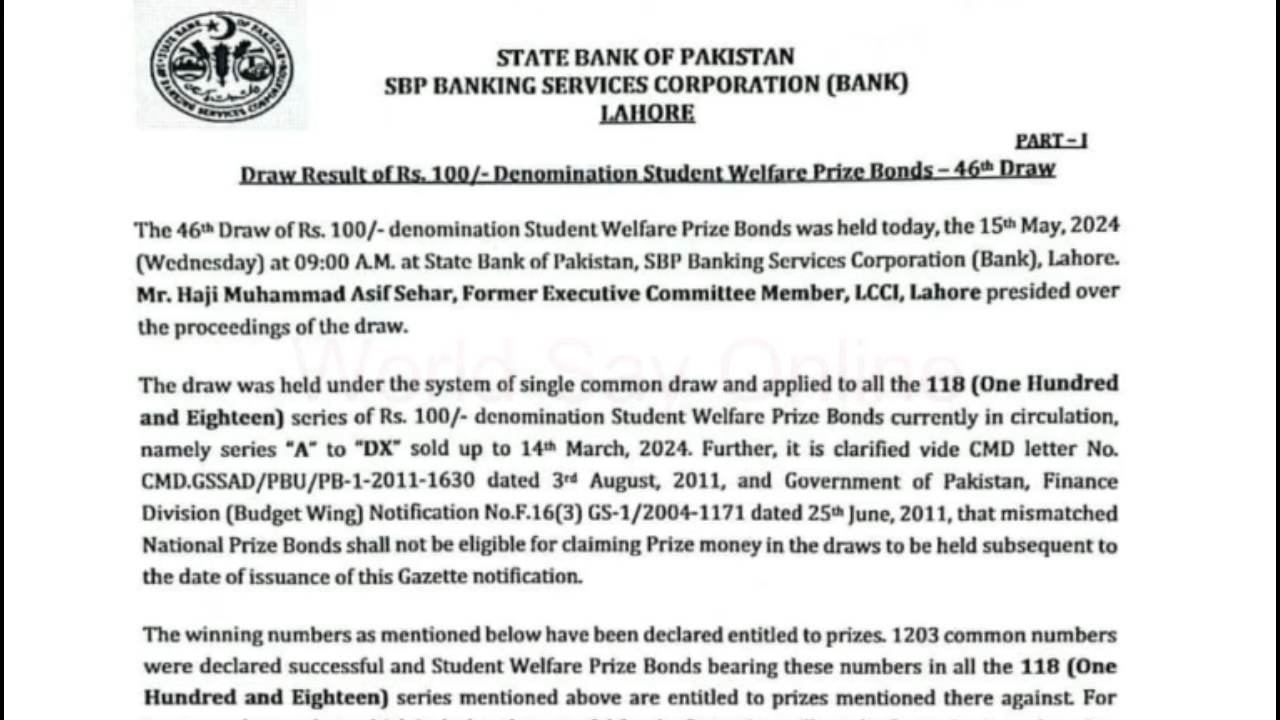 STATE BANK OF PAKISTAN
SBP BANKING SERVICES CORPORATION (BANK)
LAHORE
PART – I
Draw Result of Rs. 100/- Denomination Student Welfare Prize Bonds – 46th Draw
The 46th Draw of Rs. 100/- denomination Student Welfare Prize Bonds was held today, the 15th May, 2024
(Wednesday) at 09:00 A.M. at State Bank of Pakistan, SBP Banking Services Corporation (Bank), Lahore.
Mr. Haji Muhammad Asif Sehar, Former Executive Committee Member, LCCI, Lahore presided over
the proceedings of the draw.
World Say Online
The draw was held under the system of single common draw and applied to all the 118 (One Hundred
and Eighteen) series of Rs. 100/- denomination Student Welfare Prize Bonds currently in circulation,
namely series "A" to "DX" sold up to 14th March, 2024. Further, it is clarified vide CMD letter No.
CMD.GSSAD/PBU/PB-1-2011-1630 dated 3rd August, 2011, and Government of Pakistan, Finance
Division (Budget Wing) Notification No.F.16(3) GS-1/2004-1171 dated 25th June, 2011, that mismatched
National Prize Bonds shall not be eligible for claiming Prize money in the draws to be held subsequent to
the date of issuance of this Gazette notification.
The winning numbers as mentioned below have been declared entitled to prizes. 1203 common numbers
were declared successful and Student Welfare Prize Bonds bearing these numbers in all the 118 (One
Hundred and Eighteen) series mentioned above are entitled to prizes mentioned there against. For